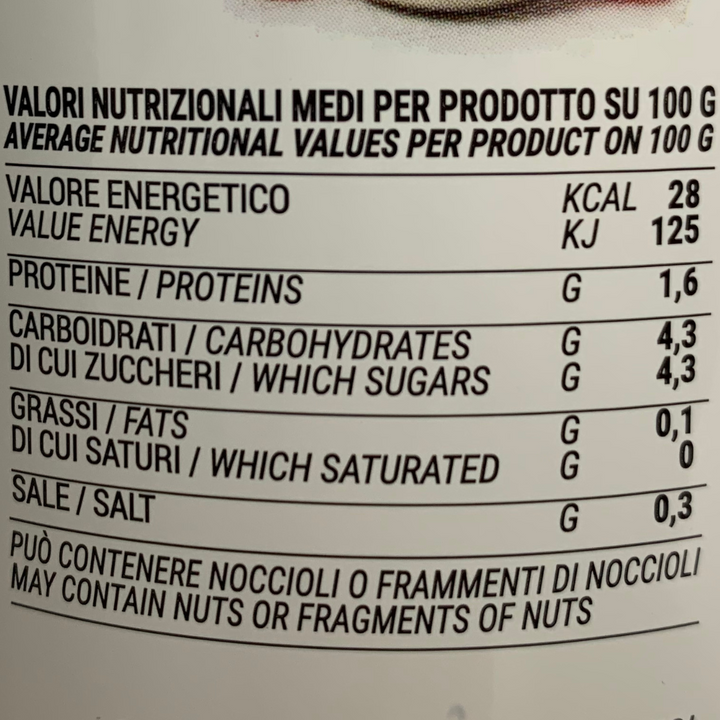 VALORI NUTRIZIONALI MEDI PER PRODOTTO SU 100 G
AVERAGE NUTRITIONAL VALUES PER PRODUCT ON 100 G
VALORE ENERGETICO KCAL 28
VALUE ENERGY KJ 125
PROTEINE / PROTEINS G 1,6
CARBOIDRATI / CARBOHYDRATES G 4,3
DI CUI ZUCCHERI / WHICH SUGARS G 4,3
GRASSI / FATS G 0,1
DI CUI SATURI / WHICH SATURATED G 0
SALE / SALT G 0,3
PUÒ CONTENERE NOCCIOLI O FRAMMENTI DI NOCCIOLI
MAY CONTAIN NUTS OR FRAGMENTS OF NUTS